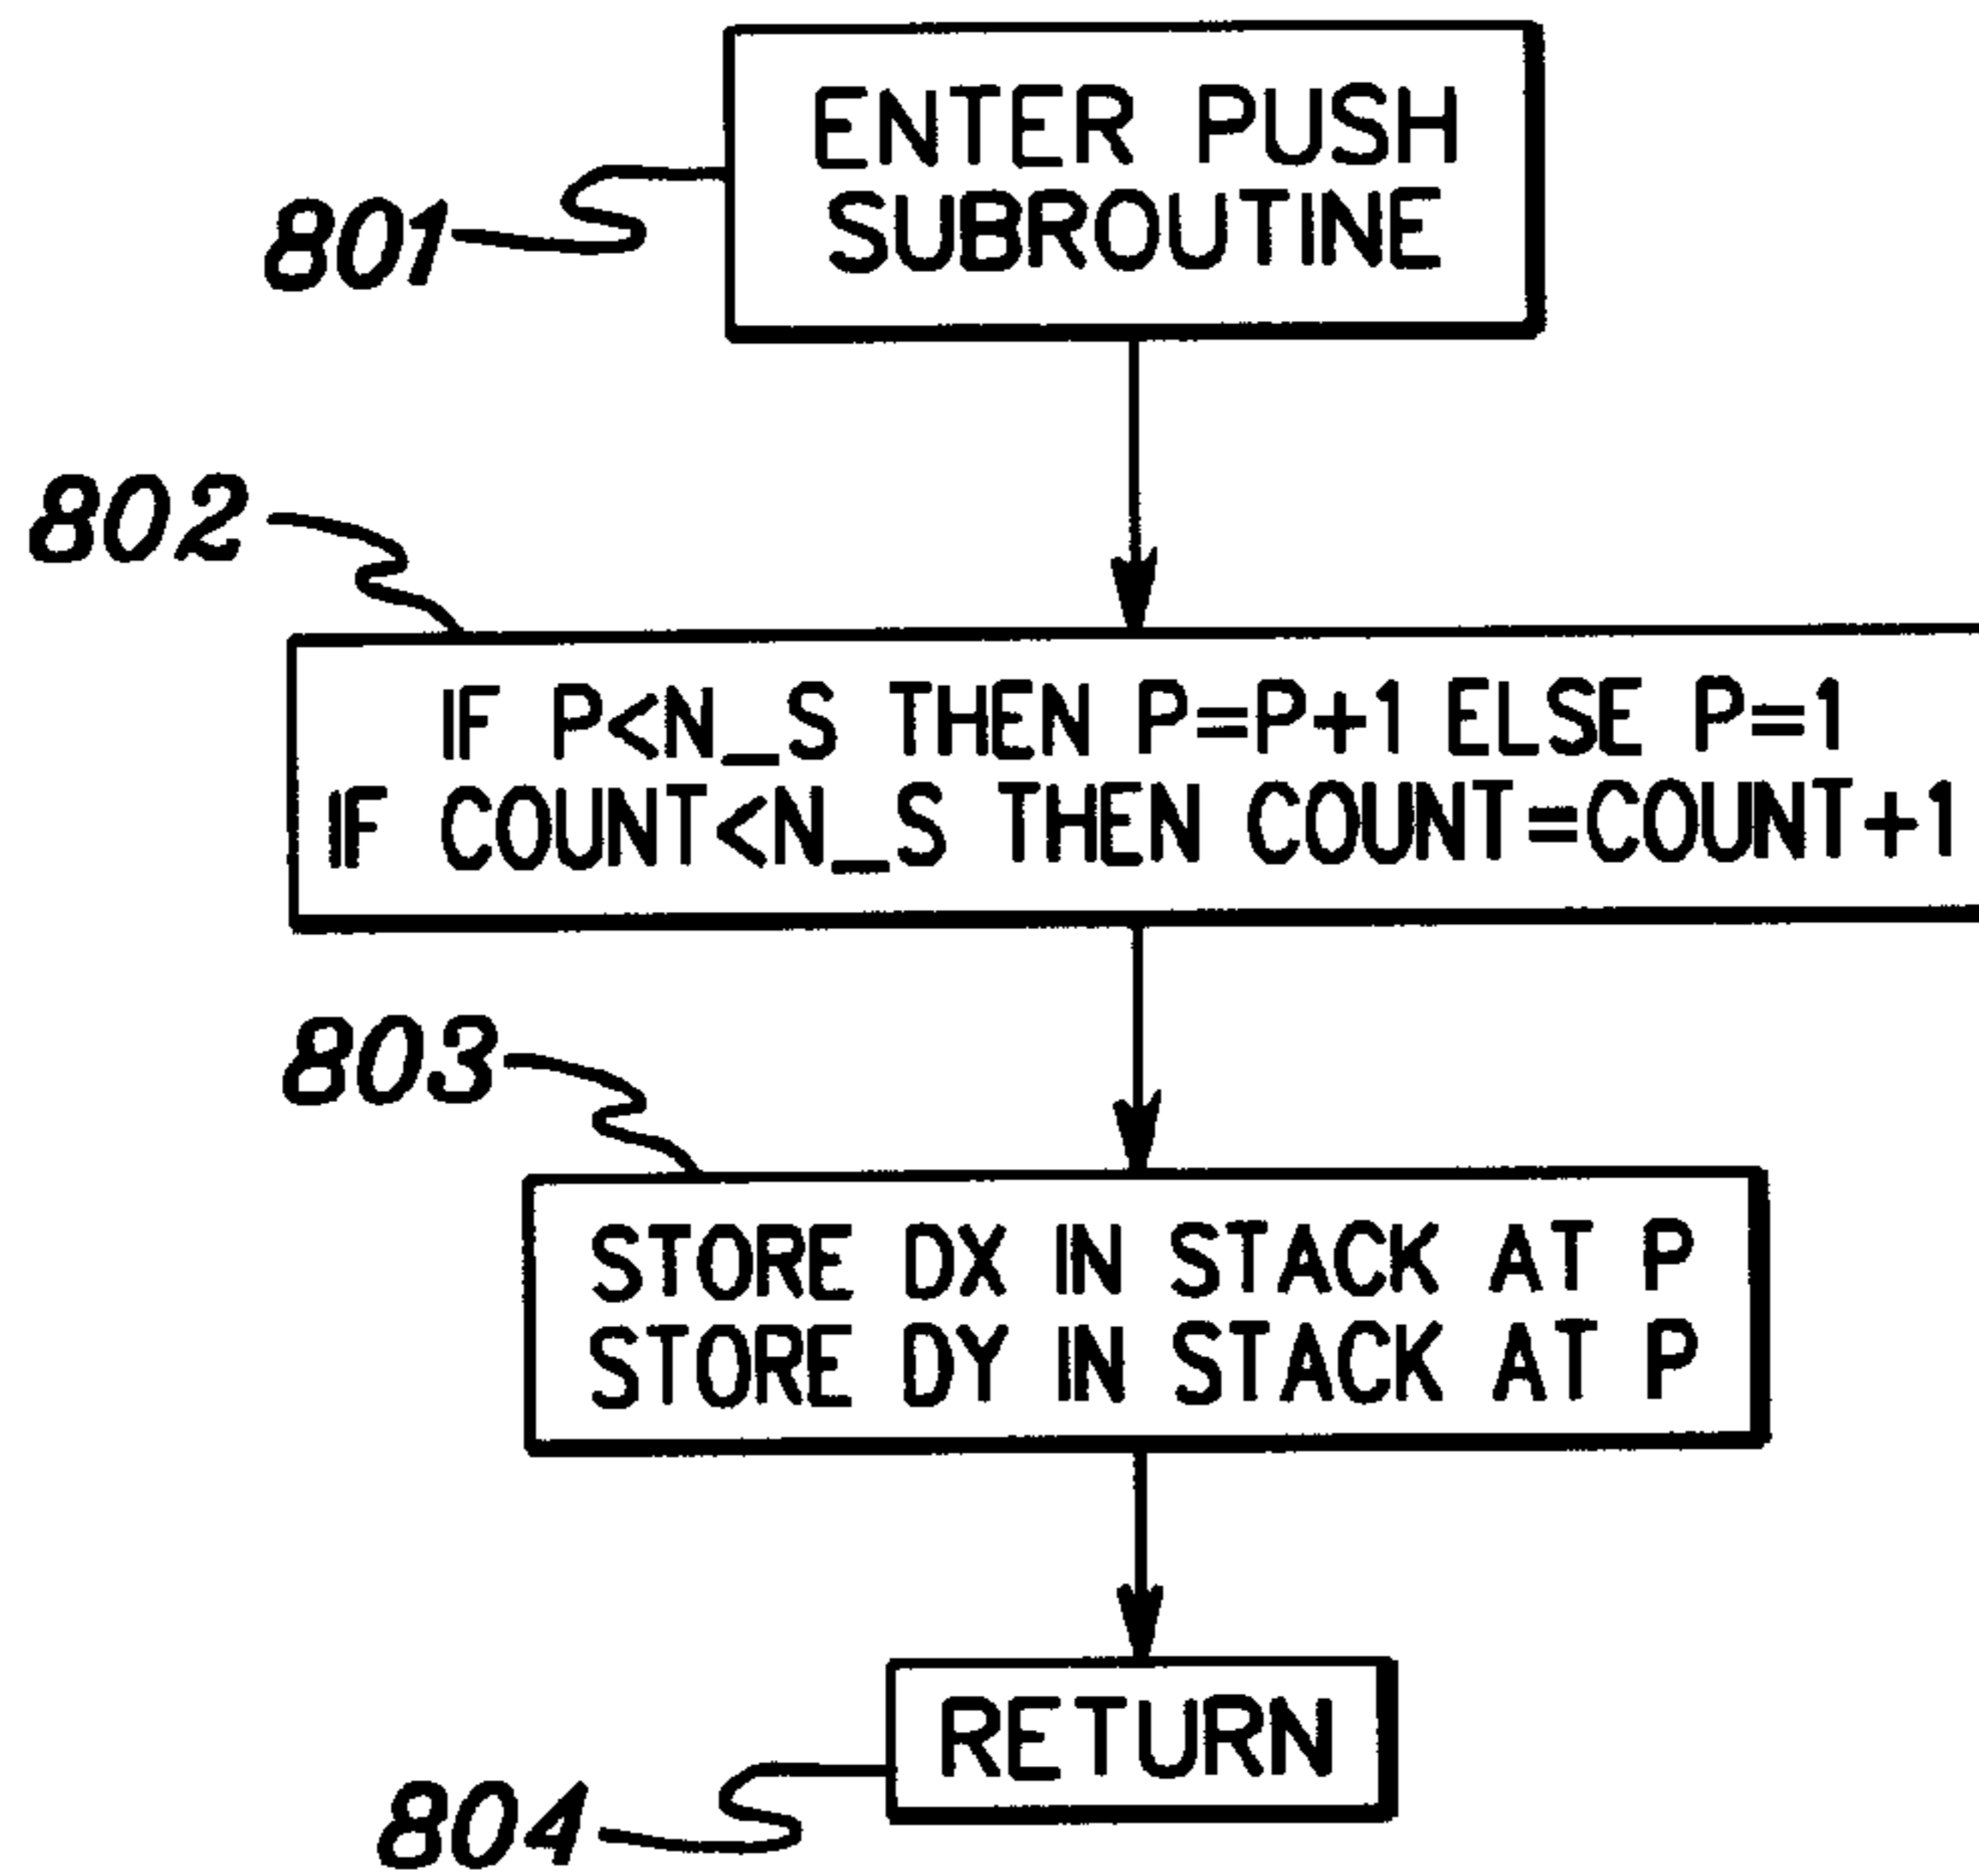 801
ENTER PUSH
SUBROUTINE
802
IF P<N_S THEN P=P+1 ELSE P=1
IF COUNT<N_S THEN COUNT=COUNT+1
803
STORE DX IN STACK AT P
STORE DY IN STACK AT P
804
RETURN